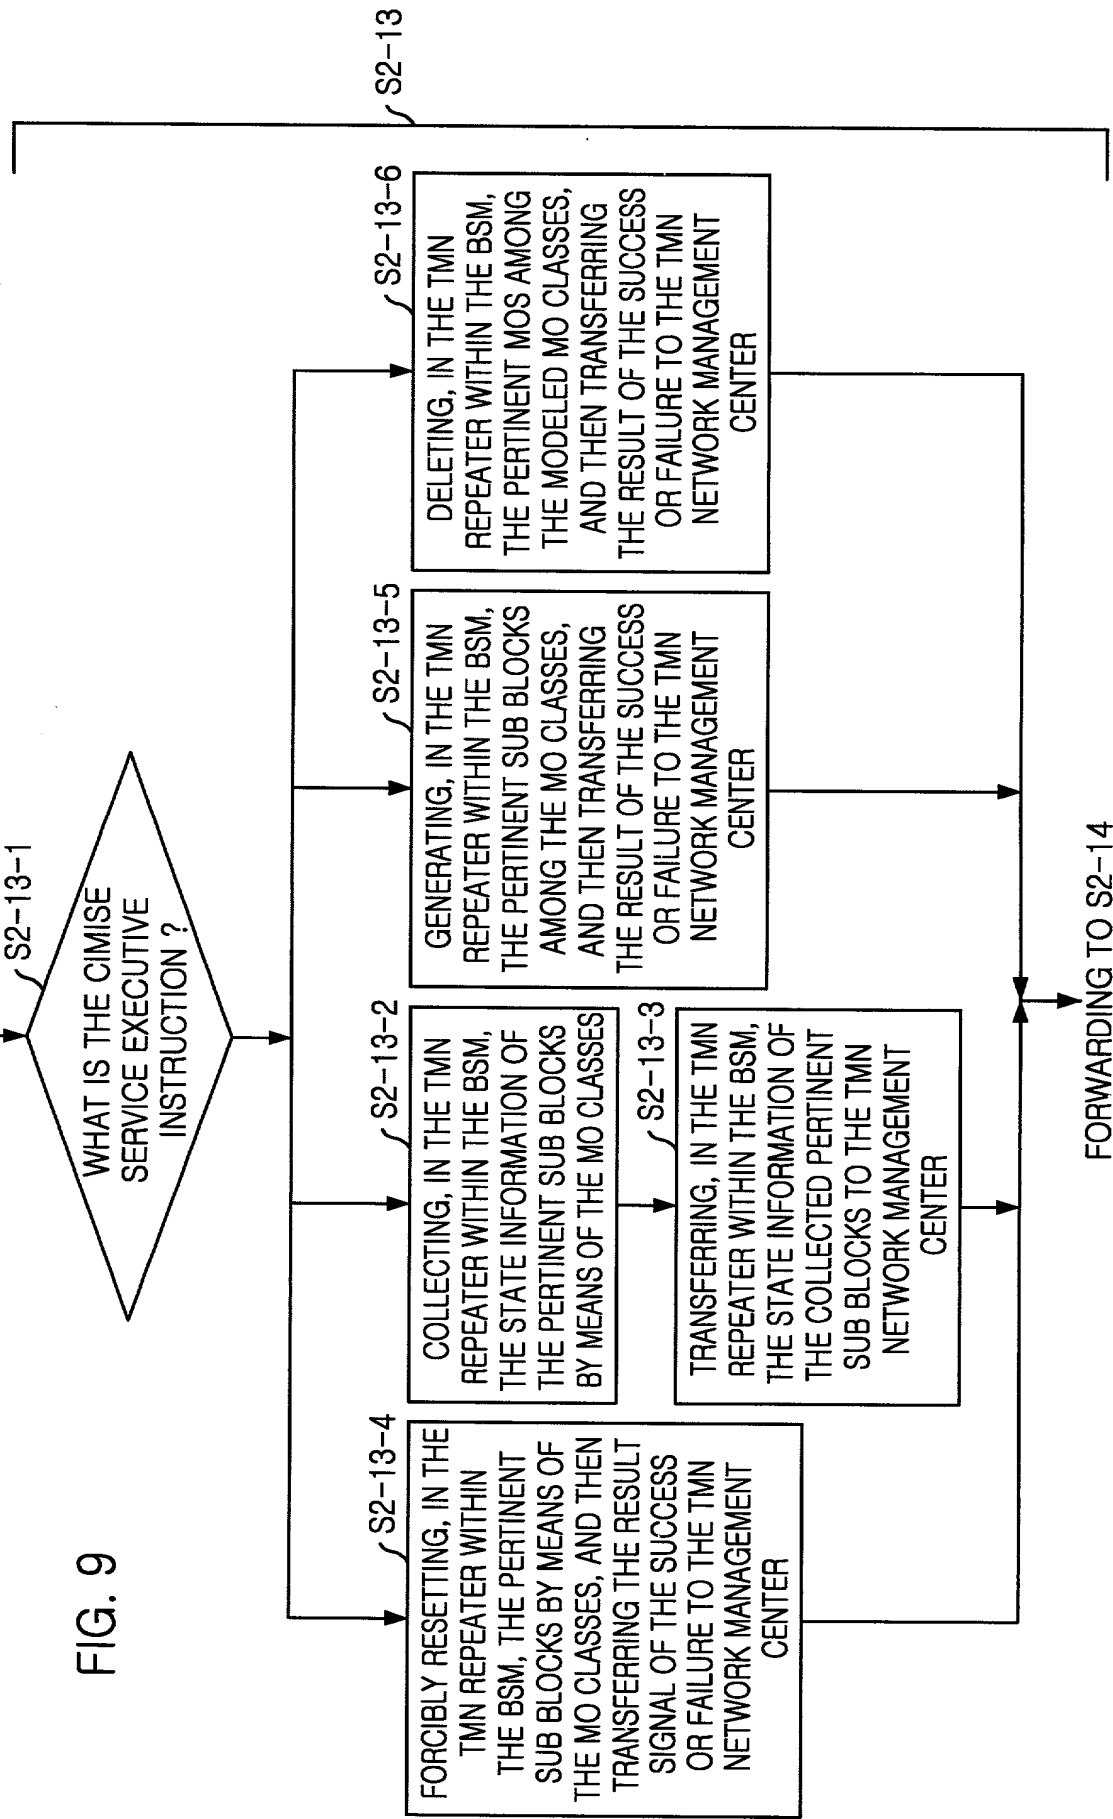 FIG. 9
S2-13-1
WHAT IS THE CIMISE
SERVICE EXECUTIVE
INSTRUCTION ?
S2-13-4
FORCIBLY RESETTING, IN THE
TMN REPEATER WITHIN
THE BSM, THE PERTINENT
SUB BLOCKS BY MEANS OF
THE MO CLASSES, AND THEN
TRANSFERRING THE RESULT
SIGNAL OF THE SUCCESS
OR FAILURE TO THE TMN
NETWORK MANAGEMENT
CENTER
S2-13-2
COLLECTING, IN THE TMN
REPEATER WITHIN THE BSM,
THE STATE INFORMATION OF
THE PERTINENT SUB BLOCKS
BY MEANS OF THE MO CLASSES
S2-13-3
TRANSFERRING, IN THE TMN
REPEATER WITHIN THE BSM,
THE STATE INFORMATION OF
THE COLLECTED PERTINENT
SUB BLOCKS TO THE TMN
NETWORK MANAGEMENT
CENTER
S2-13-5
GENERATING, IN THE TMN
REPEATER WITHIN THE BSM,
THE PERTINENT SUB BLOCKS
AMONG THE MO CLASSES,
AND THEN TRANSFERRING
THE RESULT OF THE SUCCESS
OR FAILURE TO THE TMN
NETWORK MANAGEMENT
CENTER
S2-13-6
DELETING, IN THE TMN
REPEATER WITHIN THE BSM,
THE PERTINENT MOS AMONG
THE MODELED MO CLASSES,
AND THEN TRANSFERRING
THE RESULT OF THE SUCCESS
OR FAILURE TO THE TMN
NETWORK MANAGEMENT
CENTER
S2-13
FORWARDING TO S2-14